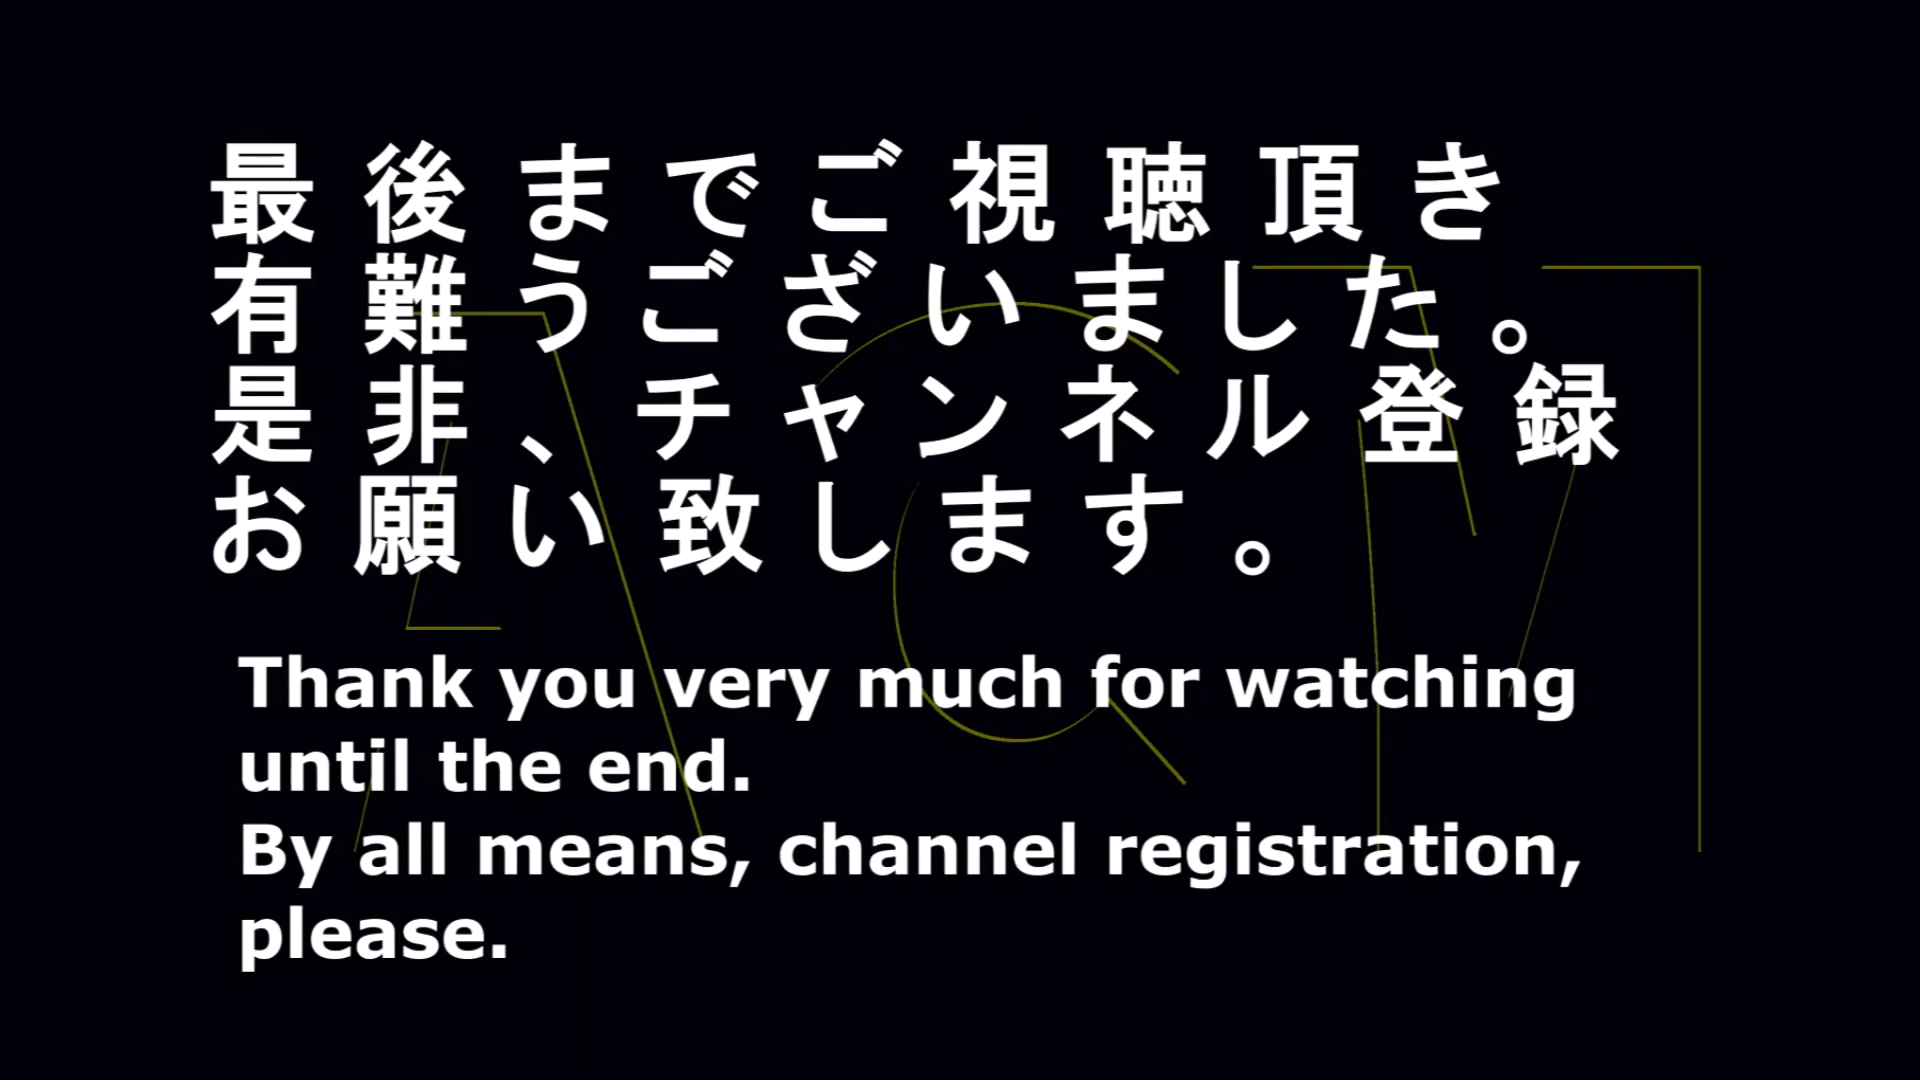 最後までご視聴頂き
有難うございました。
是非、チャンネル登録
お願い致します。
Thank you very much for watching
until the end.
By all means, channel registration,
please.